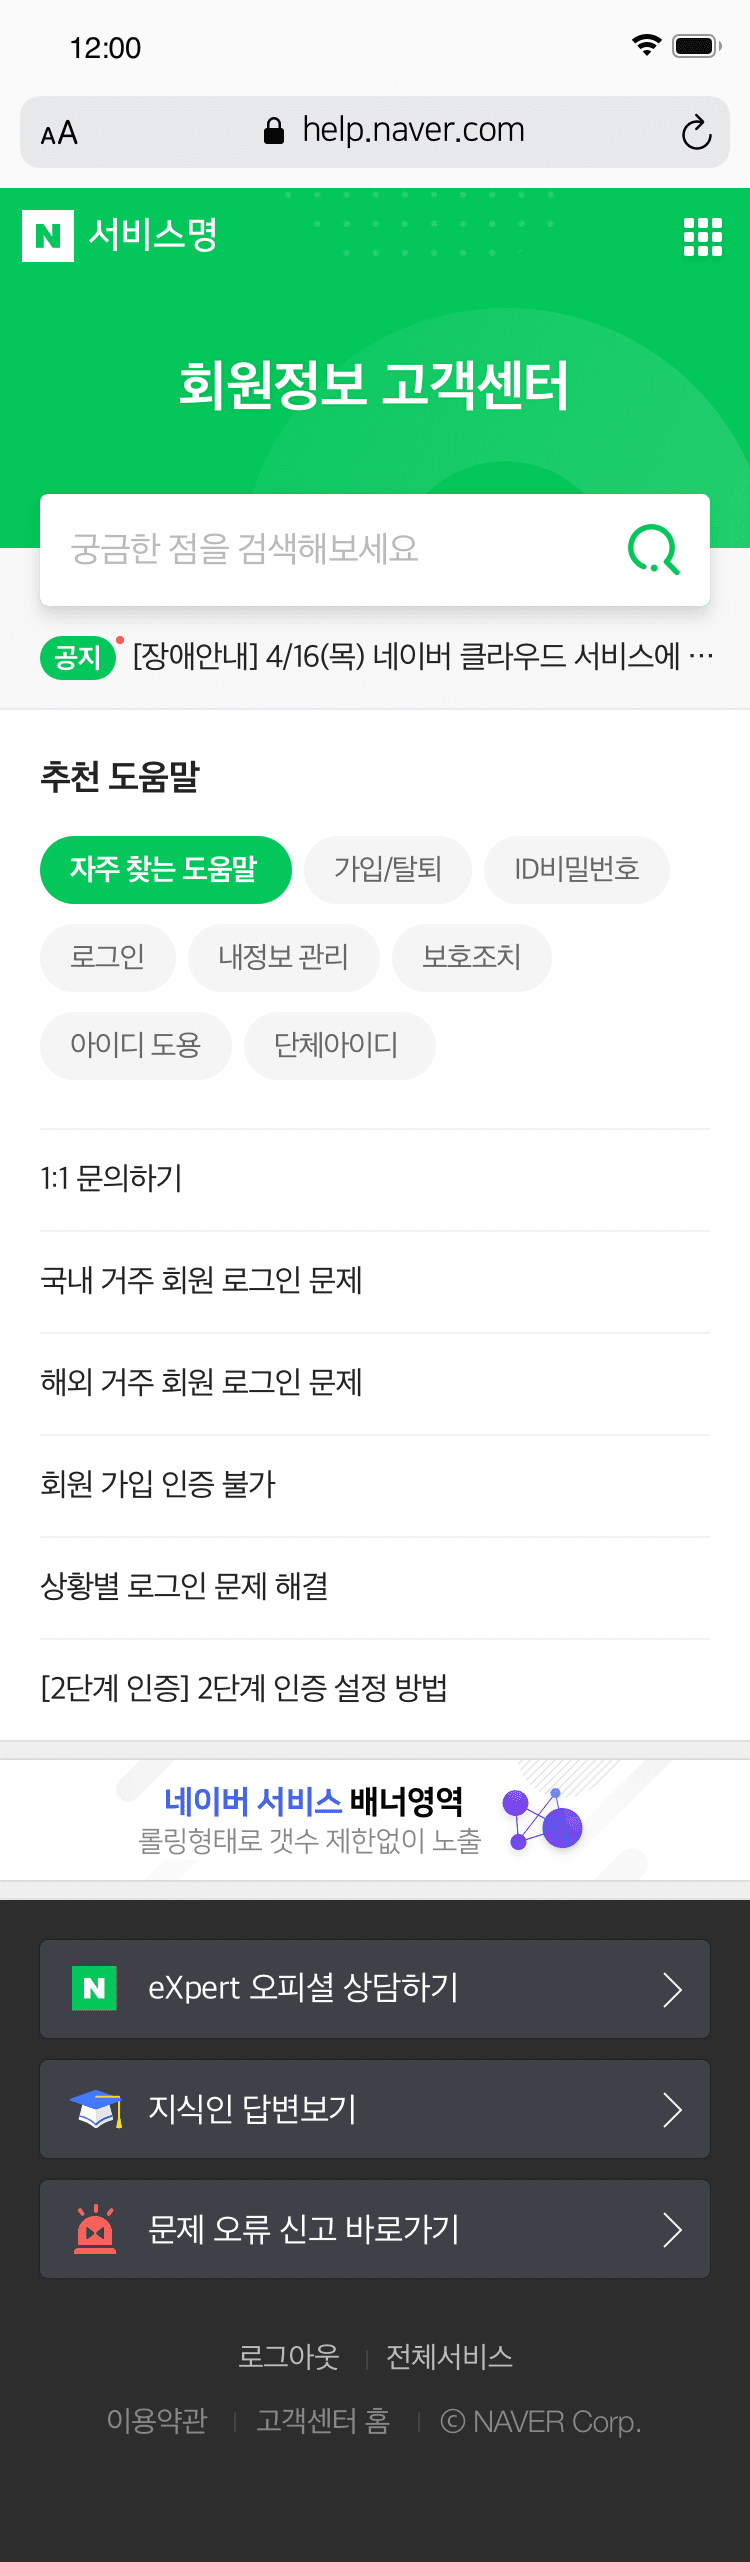 12:00
AA help.naver.com
N 서비스명
회원정보 고객센터
궁금한 점을 검색해보세요
공지 [장애안내] 4/16(목) 네이버 클라우드 서비스에 ···
추천 도움말
자주 찾는 도움말 가입/탈퇴 ID비밀번호
로그인 내정보 관리 보호조치
아이디 도용 단체아이디
1:1 문의하기
국내 거주 회원 로그인 문제
해외 거주 회원 로그인 문제
회원 가입 인증 불가
상황별 로그인 문제 해결
[2단계 인증] 2단계 인증 설정 방법
네이버 서비스 배너영역
롤링형태로 갯수 제한없이 노출
N eXpert 오피셜 상담하기
지식인 답변보기
문제 오류 신고 바로가기
로그아웃 | 전체서비스
이용약관 | 고객센터 홈 | ⓒ NAVER Corp.